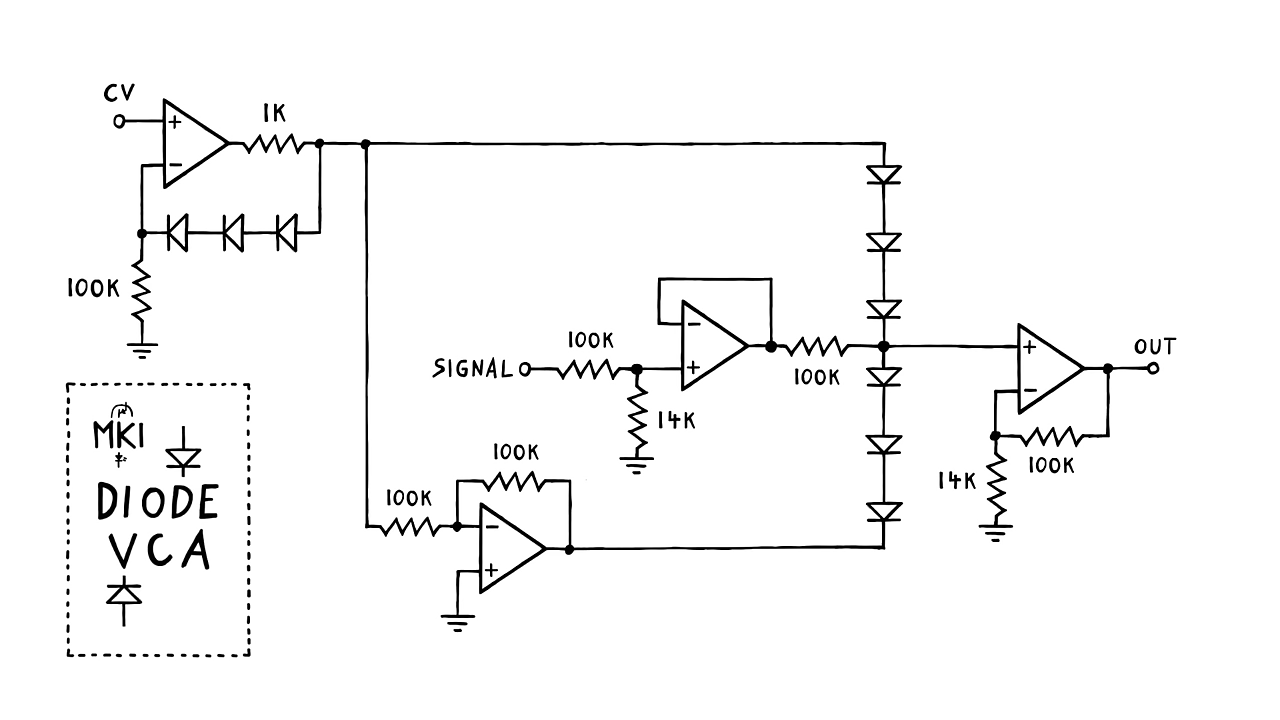 CV
1K
+
−
100K
100K
−
+
SIGNAL
100K
14K
+
−
OUT
100K
14K
100K
100K
−
+
MKI
DIODE
VCA